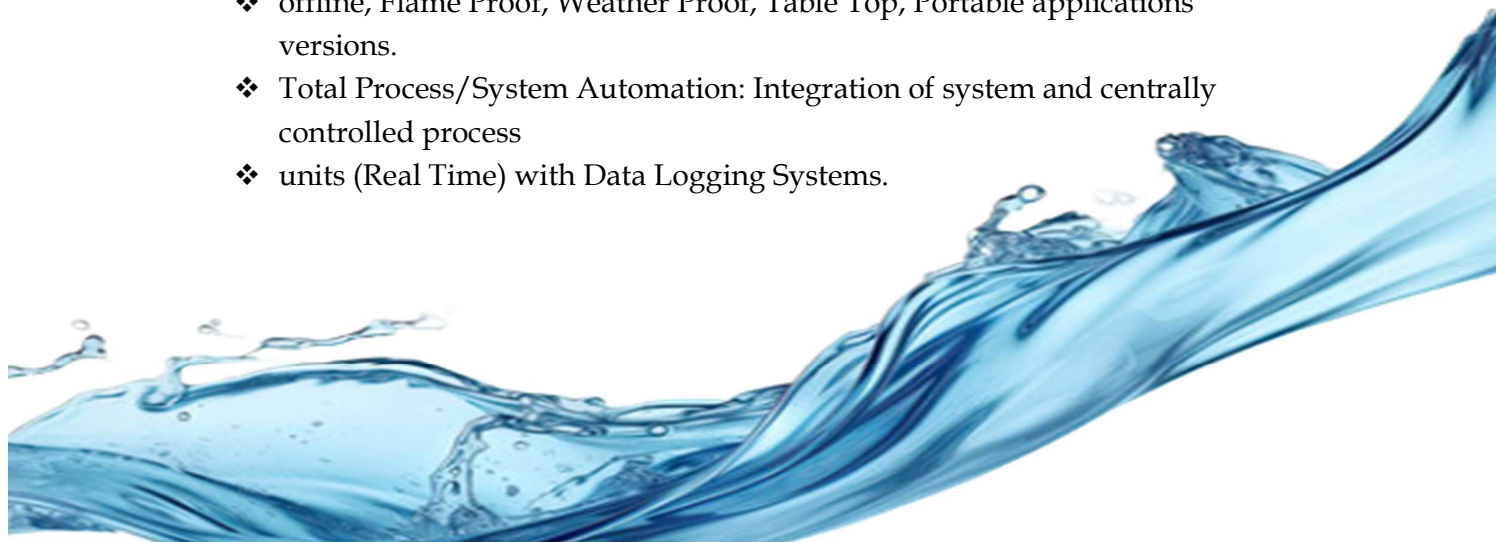 ❖ offline, Flame Proof, Weather Proof, Table Top, Portable applications
versions.
❖ Total Process/System Automation: Integration of system and centrally
controlled process
❖ units (Real Time) with Data Logging Systems.